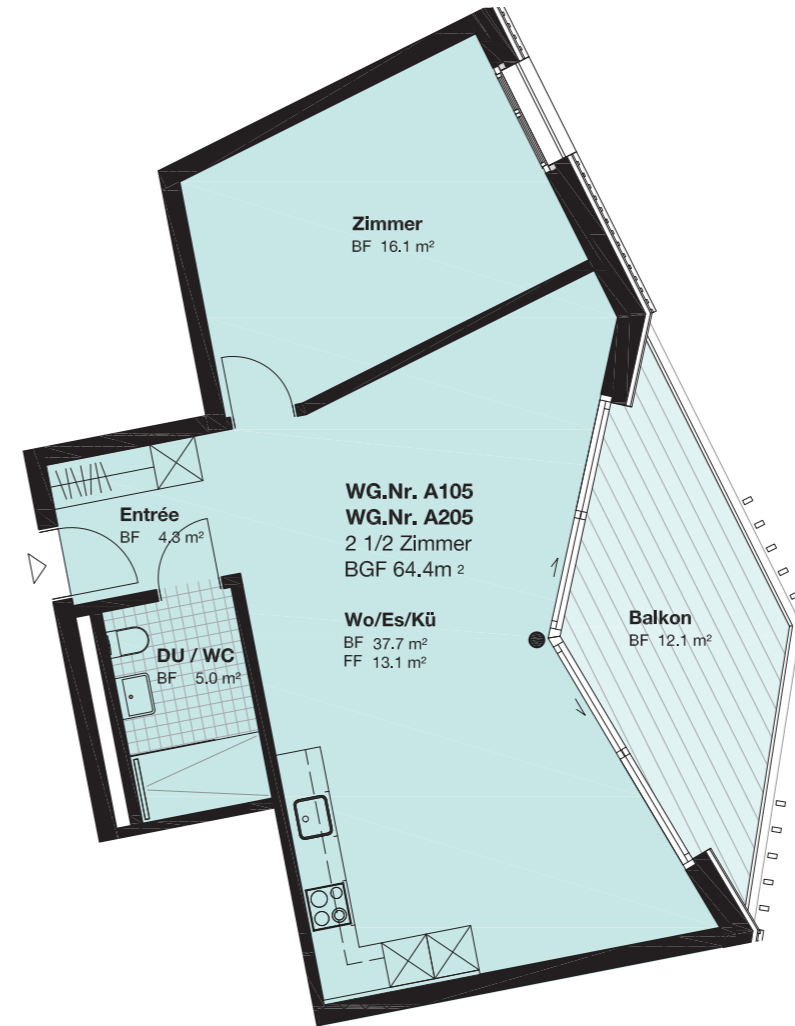 Zimmer
BF 16.1 m²
WG.Nr. A105
WG.Nr. A205
2 1/2 Zimmer
BGF 64.4m ²
Entrée
BF 4.3 m²
Wo/Es/Kü
BF 37.7 m²
FF 13.1 m²
Balkon
BF 12.1 m²
DU / WC
BF 5.0 m²